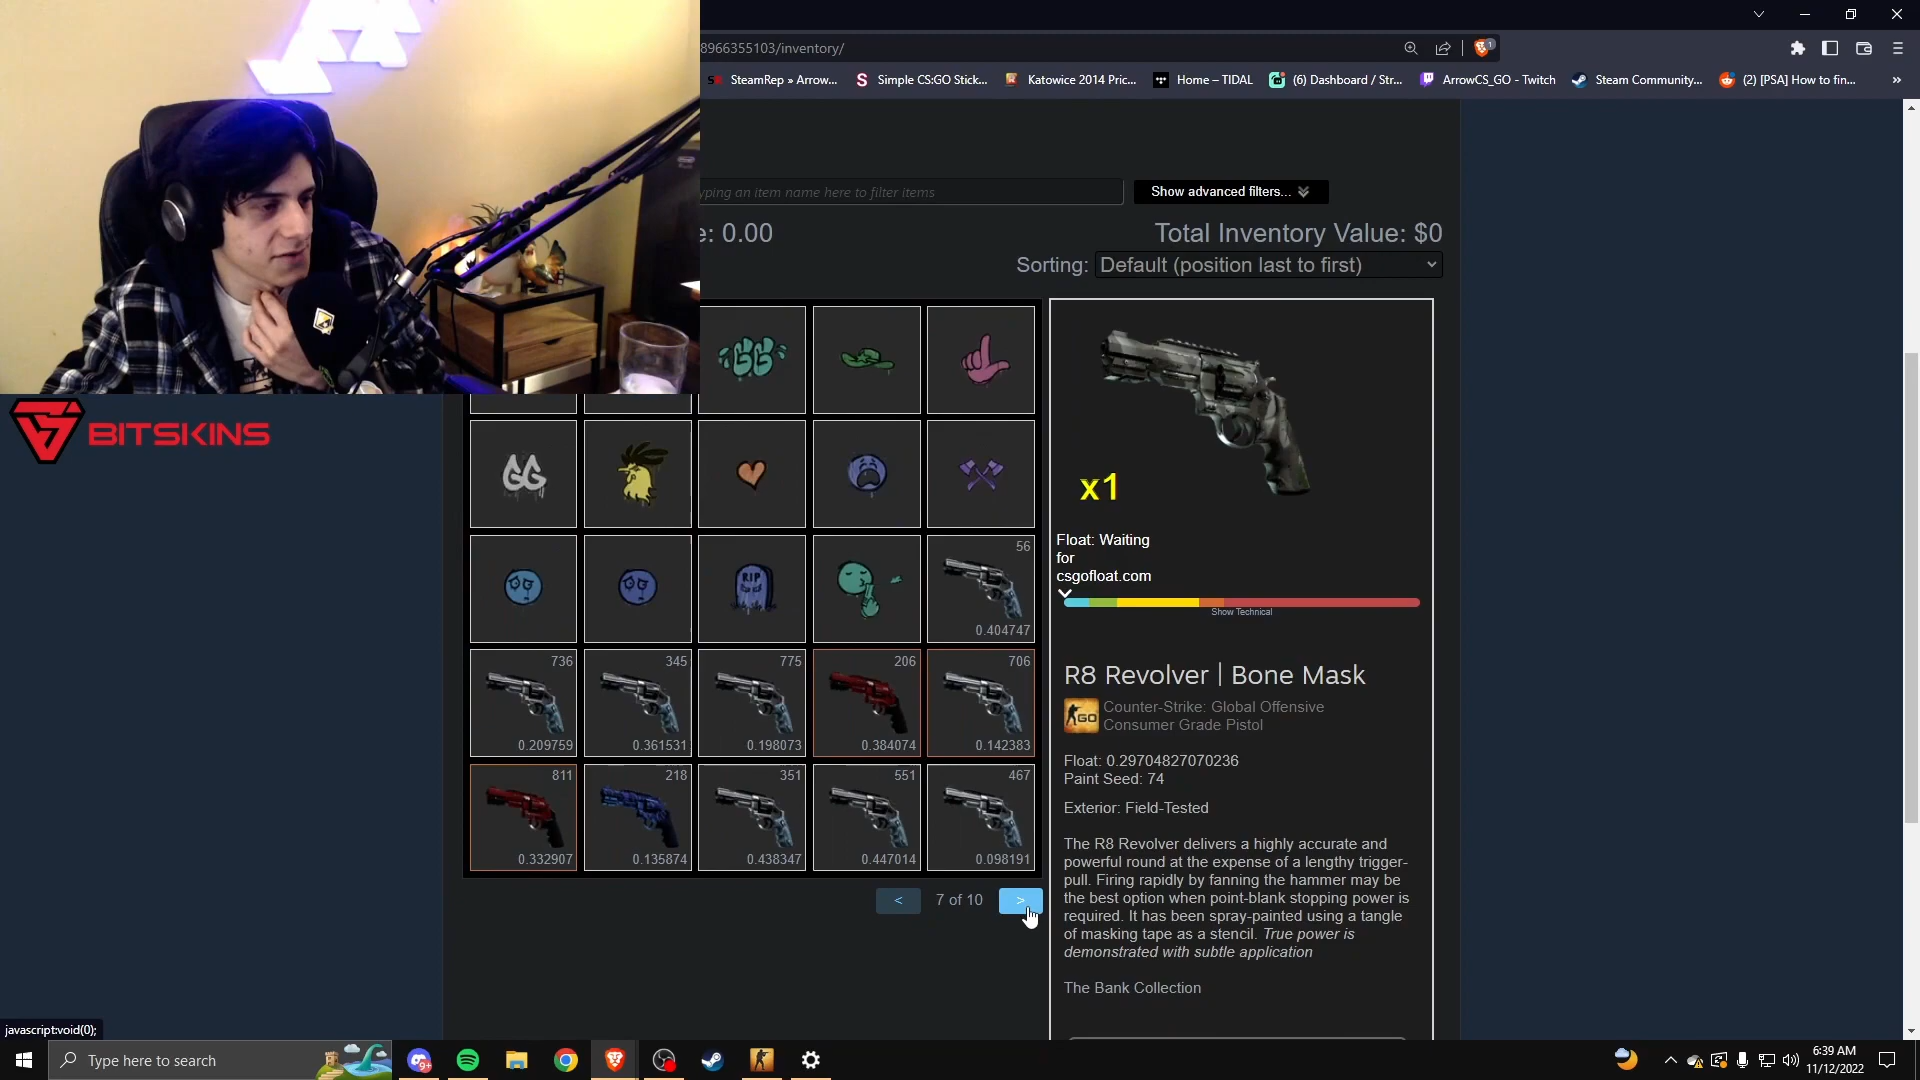 8966355103/inventory/
SteamRep » Arrow...
Simple CS:GO Stick...
Katowice 2014 Pric...
Home – TIDAL
(6) Dashboard / Str...
ArrowCS_GO - Twitch
Steam Community...
(2) [PSA] How to fin...
»
typing an item name here to filter items
Show advanced filters...
e: 0.00
Total Inventory Value: $0
Sorting: Default (position last to first)
BITSKINS
GG
GG
RIP
56
0.404747
736
345
775
206
706
0.209759
0.361531
0.198073
0.384074
0.142383
811
218
351
551
467
0.332907
0.135874
0.438347
0.447014
0.098191
<
7 of 10
>
x1
Float: Waiting
for
csgofloat.com
Show Technical
R8 Revolver | Bone Mask
GO
Counter-Strike: Global Offensive
Consumer Grade Pistol
Float: 0.29704827070236
Paint Seed: 74
Exterior: Field-Tested
The R8 Revolver delivers a highly accurate and
powerful round at the expense of a lengthy trigger-
pull. Firing rapidly by fanning the hammer may be
the best option when point-blank stopping power is
required. It has been spray-painted using a tangle
of masking tape as a stencil. True power is
demonstrated with subtle application
The Bank Collection
javascript:void(0);
Type here to search
9+
6:39 AM
11/12/2022